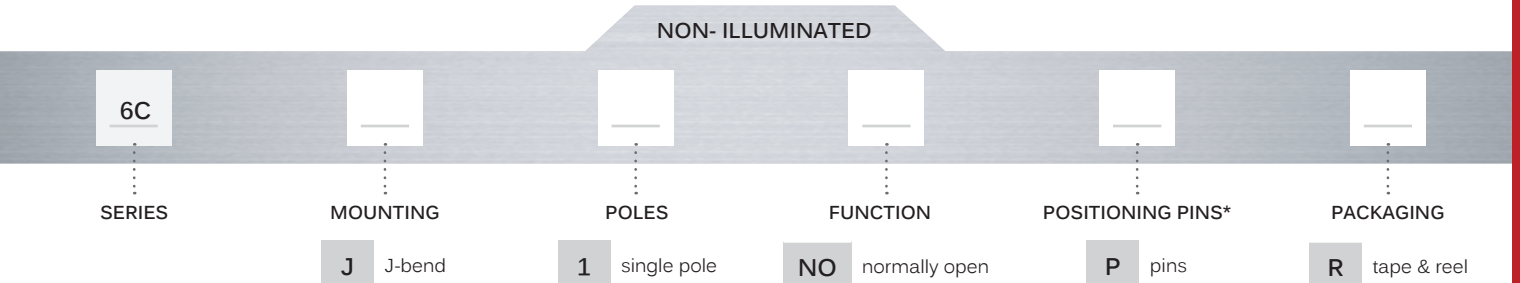 NON- ILLUMINATED
6C
SERIES MOUNTING POLES FUNCTION POSITIONING PINS* PACKAGING
J J-bend 1 single pole NO normally open P pins R tape & reel